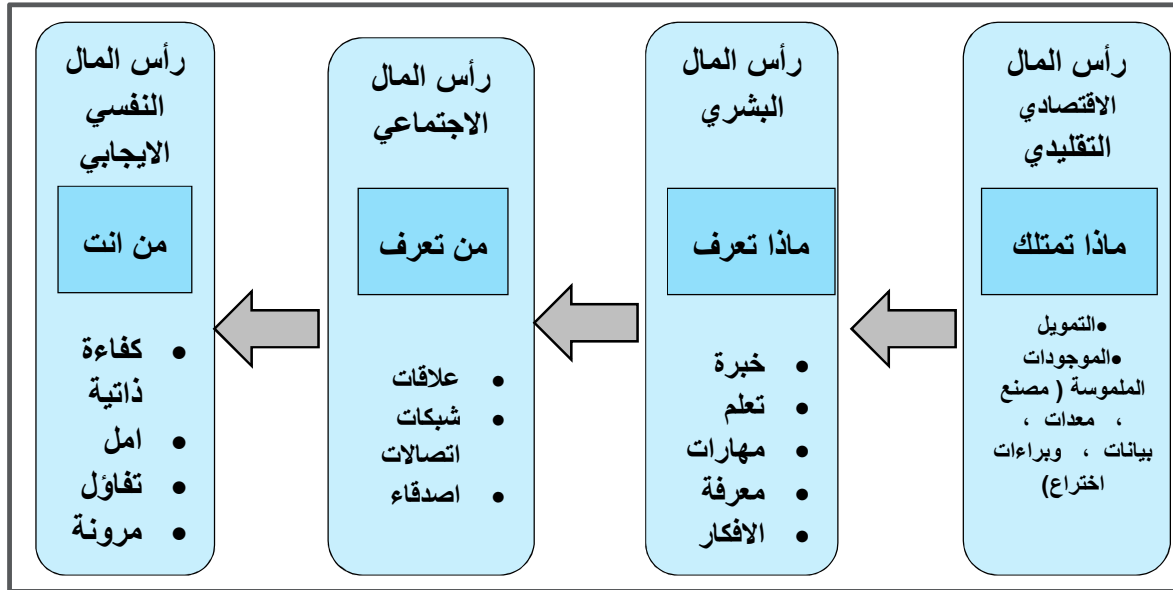 رأس المال
الاقتصادي
التقليدي
ماذا تمتلك
•التمويل
•الموجودات
الملموسة ( مصنع
، معدات ،
بيانات ، وبراءات
اختراع)
رأس المال
البشري
ماذا تعرف
• خبرة
• تعلم
• مهارات
• معرفة
• الافكار
رأس المال
الاجتماعي
من تعرف
• علاقات
• شبكات
اتصالات
• اصدقاء
رأس المال
النفسي
الايجابي
من انت
• كفاءة
ذاتية
• امل
• تفاؤل
• مرونة